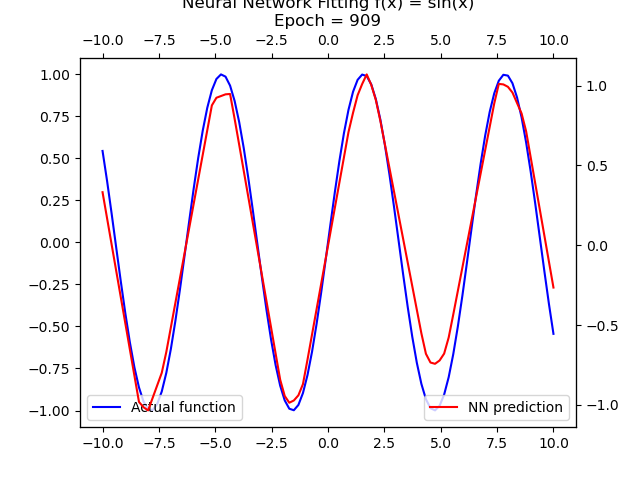 Neural Network Fitting f(x) = sin(x)
Epoch = 909
−10.0 −7.5 −5.0 −2.5 0.0 2.5 5.0 7.5 10.0
1.00
0.75
0.50
0.25
0.00
−0.25
−0.50
−0.75
−1.00
1.0
0.5
0.0
−0.5
−1.0
Actual function
NN prediction
−10.0 −7.5 −5.0 −2.5 0.0 2.5 5.0 7.5 10.0